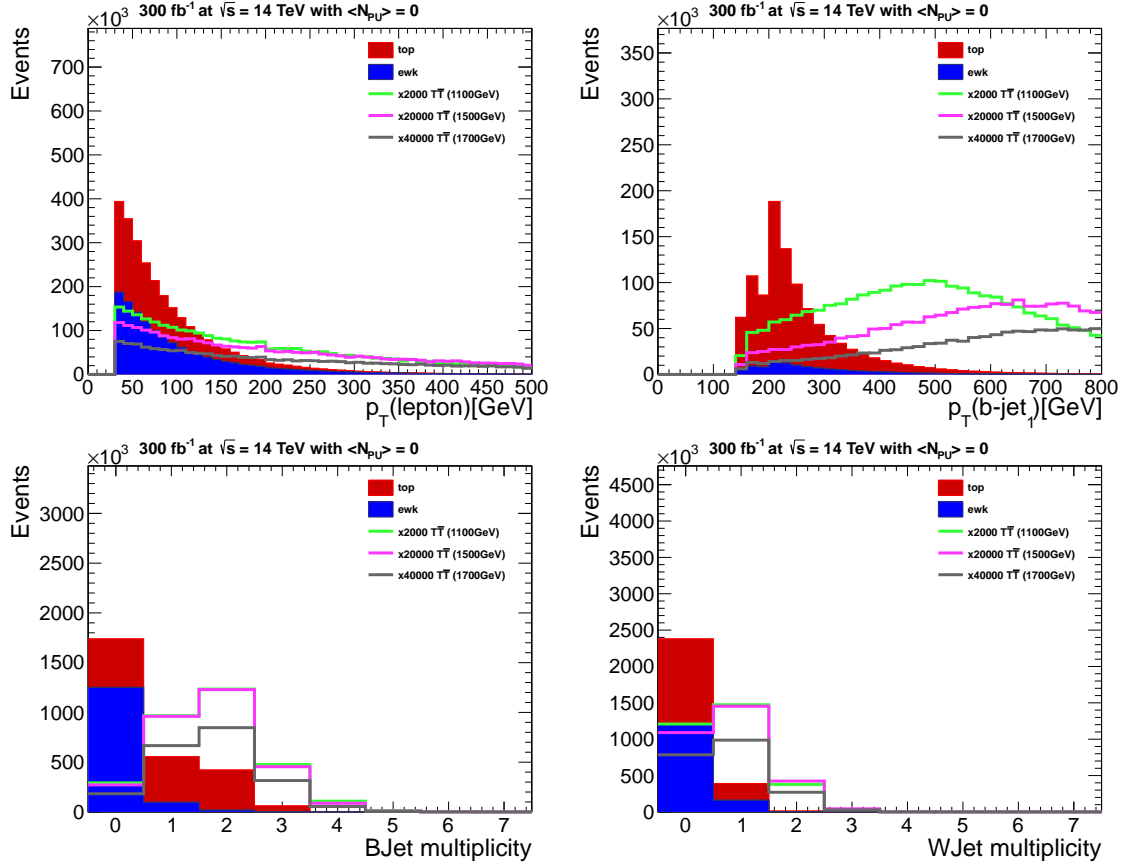 300 fb⁻¹ at √s = 14 TeV with <N_PU> = 0
×10³
Events
700
600
500
400
300
200
100
0
top
ewk
x2000 TT̅ (1100GeV)
x20000 TT̅ (1500GeV)
x40000 TT̅ (1700GeV)
0 50 100 150 200 250 300 350 400 450 500
p_T(lepton)[GeV]
300 fb⁻¹ at √s = 14 TeV with <N_PU> = 0
×10³
Events
350
300
250
200
150
100
50
0
top
ewk
x2000 TT̅ (1100GeV)
x20000 TT̅ (1500GeV)
x40000 TT̅ (1700GeV)
0 100 200 300 400 500 600 700 800
p_T(b-jet_1)[GeV]
300 fb⁻¹ at √s = 14 TeV with <N_PU> = 0
×10³
Events
3000
2500
2000
1500
1000
500
0
top
ewk
x2000 TT̅ (1100GeV)
x20000 TT̅ (1500GeV)
x40000 TT̅ (1700GeV)
0 1 2 3 4 5 6 7
BJet multiplicity
300 fb⁻¹ at √s = 14 TeV with <N_PU> = 0
×10³
Events
4500
4000
3500
3000
2500
2000
1500
1000
500
0
top
ewk
x2000 TT̅ (1100GeV)
x20000 TT̅ (1500GeV)
x40000 TT̅ (1700GeV)
0 1 2 3 4 5 6 7
WJet multiplicity